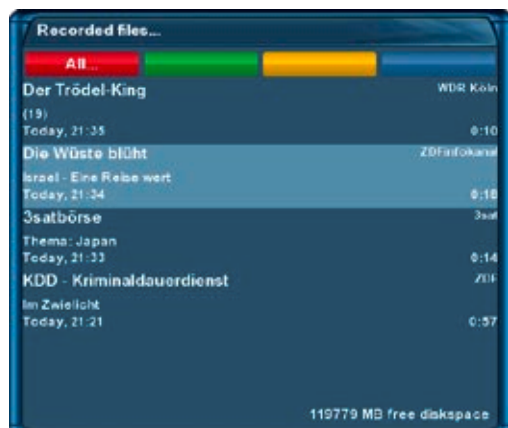 Recorded files...
All...
Der Trödel-King WDR Köln
(19)
Today, 21:35 0:10
Die Wüste blüht ZDFinfokanal
Israel - Eine Reise wert
Today, 21:34 0:18
3satbörse 3sat
Thema: Japan
Today, 21:33 0:14
KDD - Kriminaldauerdienst ZDF
Im Zwielicht
Today, 21:21 0:57
119779 MB free diskspace